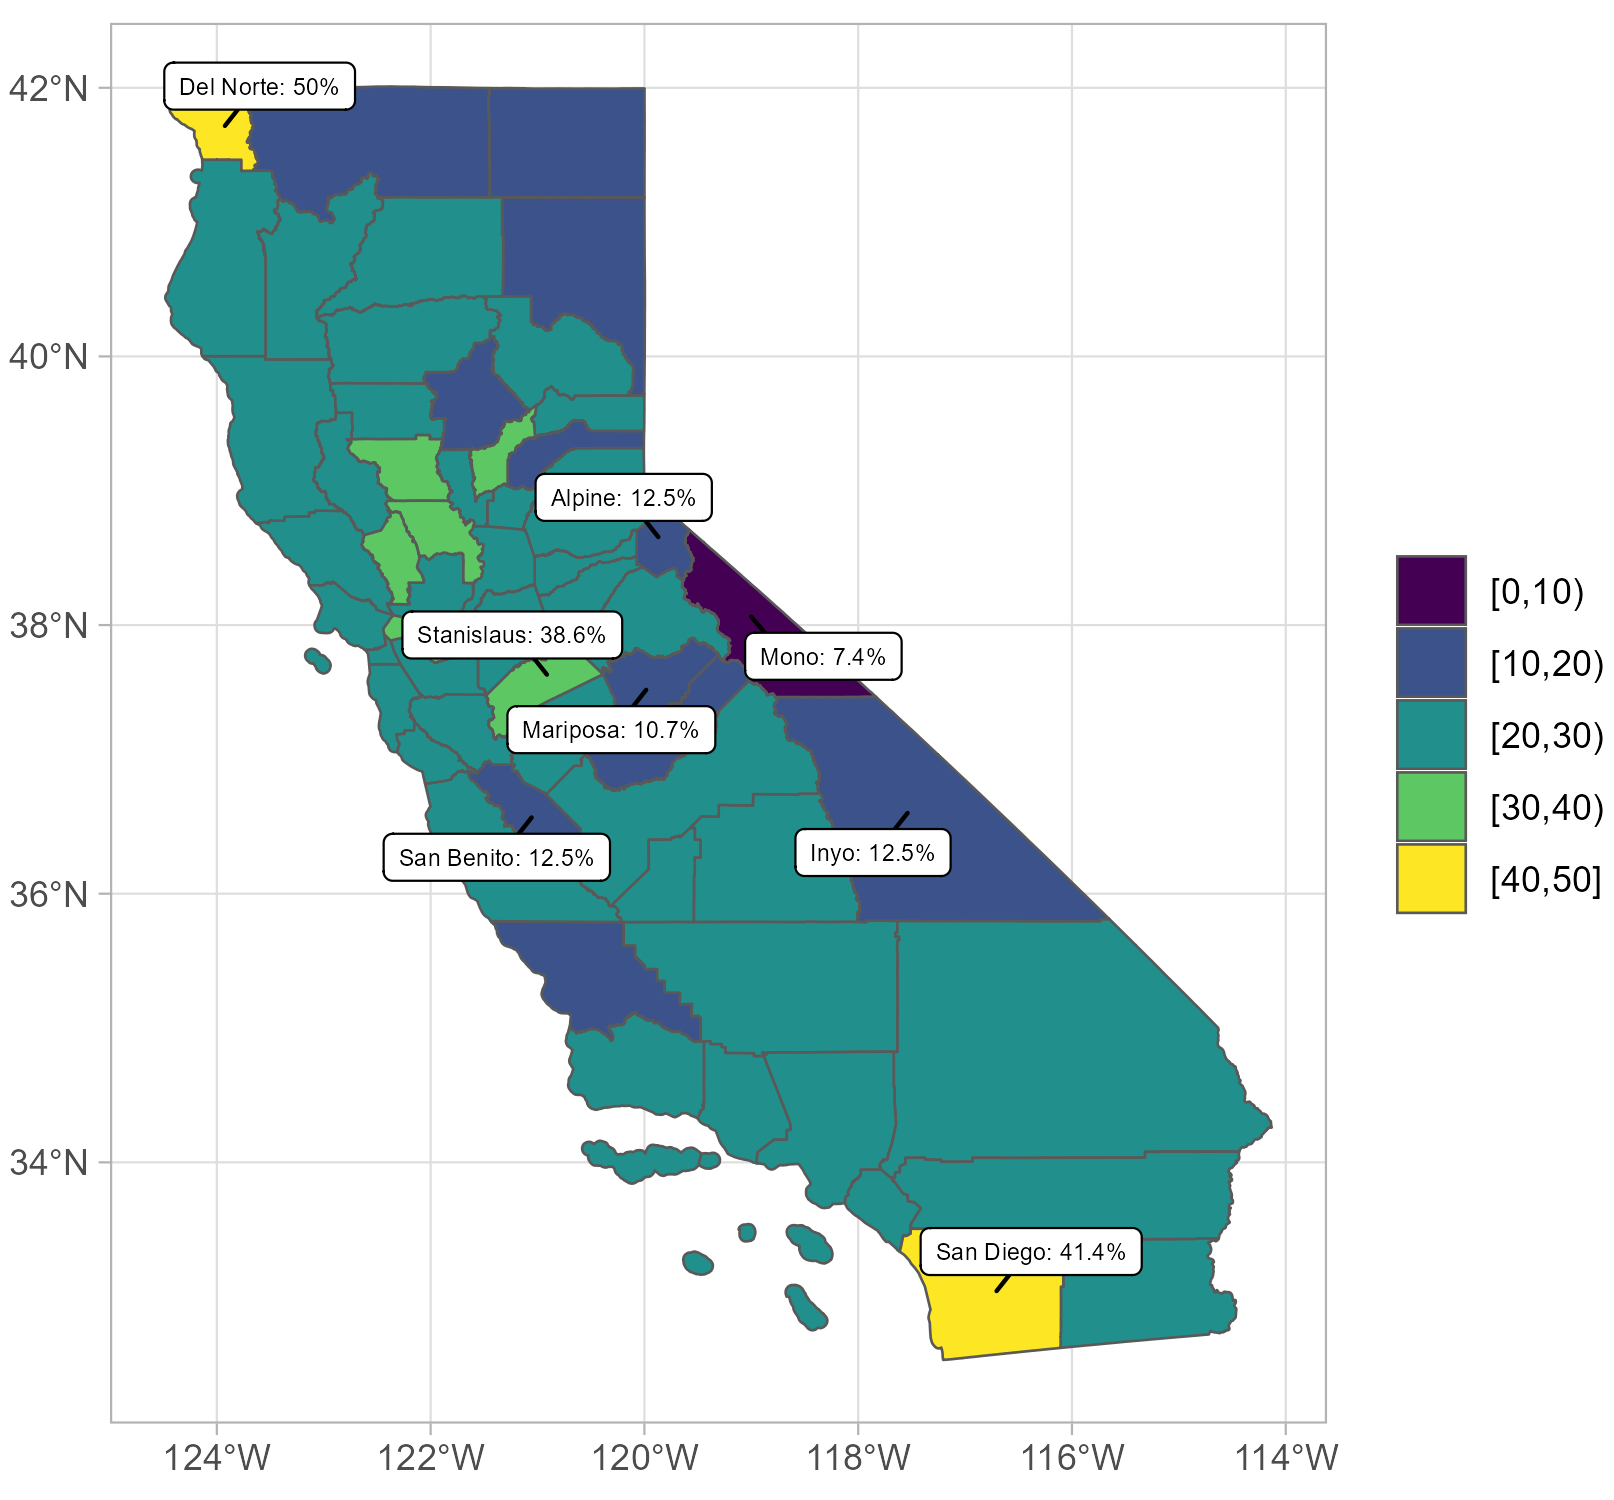 42°N
40°N
38°N
36°N
34°N
Del Norte: 50%
Alpine: 12.5%
Stanislaus: 38.6%
Mono: 7.4%
Mariposa: 10.7%
San Benito: 12.5%
Inyo: 12.5%
San Diego: 41.4%
124°W
122°W
120°W
118°W
116°W
114°W
[0,10)
[10,20)
[20,30)
[30,40)
[40,50]